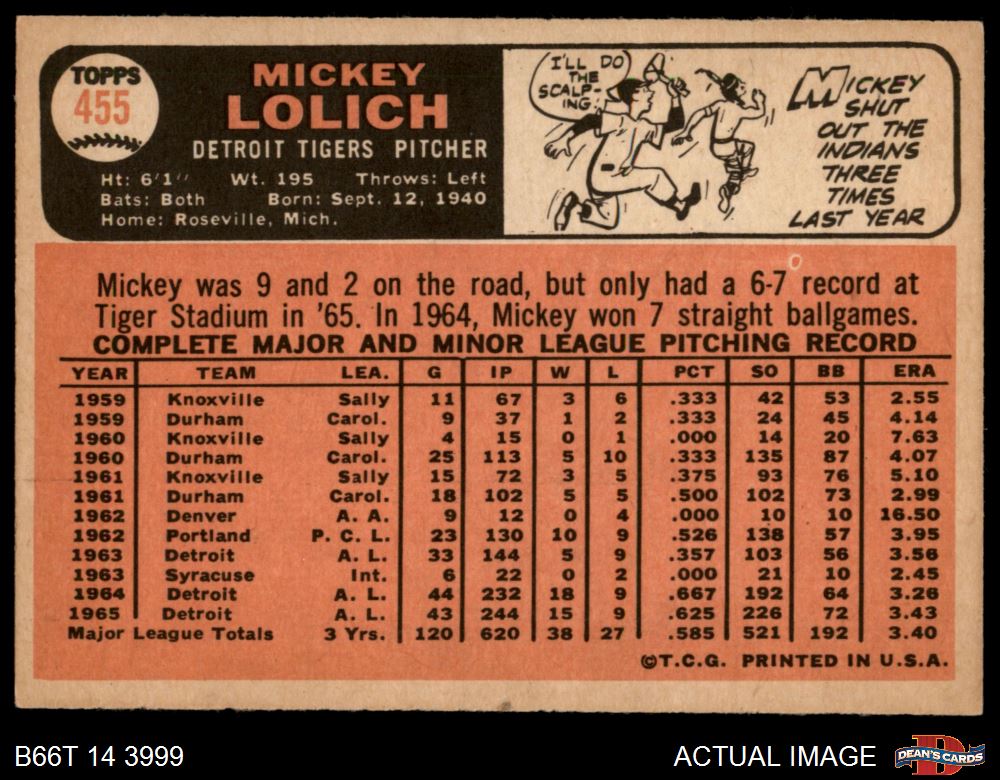 TOPPS
455
MICKEY
LOLICH
DETROIT TIGERS PITCHER
Ht: 6'1" Wt. 195 Throws: Left
Bats: Both Born: Sept. 12, 1940
Home: Roseville, Mich.
I'LL DO
THE
SCALP-
ING!
MICKEY
SHUT
OUT THE
INDIANS
THREE
TIMES
LAST YEAR
Mickey was 9 and 2 on the road, but only had a 6-7 record at
Tiger Stadium in '65. In 1964, Mickey won 7 straight ballgames.
COMPLETE MAJOR AND MINOR LEAGUE PITCHING RECORD
YEAR TEAM LEA. G IP W L PCT SO BB ERA
1959 Knoxville Sally 11 67 3 6 .333 42 53 2.55
1959 Durham Carol. 9 37 1 2 .333 24 45 4.14
1960 Knoxville Sally 4 15 0 1 .000 14 20 7.63
1960 Durham Carol. 25 113 5 10 .333 135 87 4.07
1961 Knoxville Sally 15 72 3 5 .375 93 76 5.10
1961 Durham Carol. 18 102 5 5 .500 102 73 2.99
1962 Denver A. A. 9 12 0 4 .000 10 10 16.50
1962 Portland P. C. L. 23 130 10 9 .526 138 57 3.95
1963 Detroit A. L. 33 144 5 9 .357 103 56 3.56
1963 Syracuse Int. 6 22 0 2 .000 21 10 2.45
1964 Detroit A. L. 44 232 18 9 .667 192 64 3.26
1965 Detroit A. L. 43 244 15 9 .625 226 72 3.43
Major League Totals 3 Yrs. 120 620 38 27 .585 521 192 3.40
©T.C.G. PRINTED IN U.S.A.
B66T 14 3999
ACTUAL IMAGE
DEAN'S CARDS